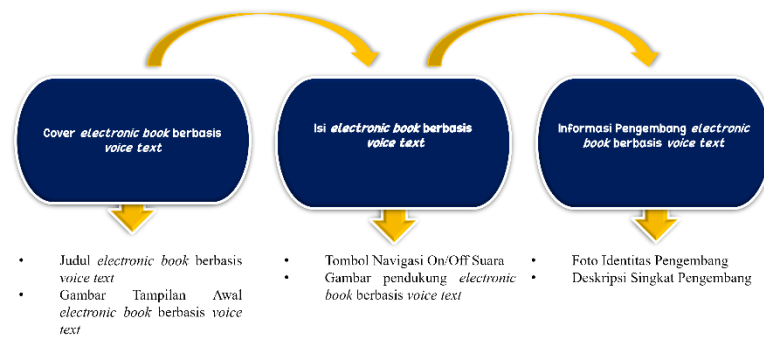 Cover electronic book berbasis
voice text
Isi electronic book berbasis
voice text
Informasi Pengembang electronic
book berbasis voice text
• Judul electronic book berbasis
voice text
• Gambar Tampilan Awal
electronic book berbasis voice
text
• Tombol Navigasi On/Off Suara
• Gambar pendukung electronic
book berbasis voice text
• Foto Identitas Pengembang
• Deskripsi Singkat Pengembang